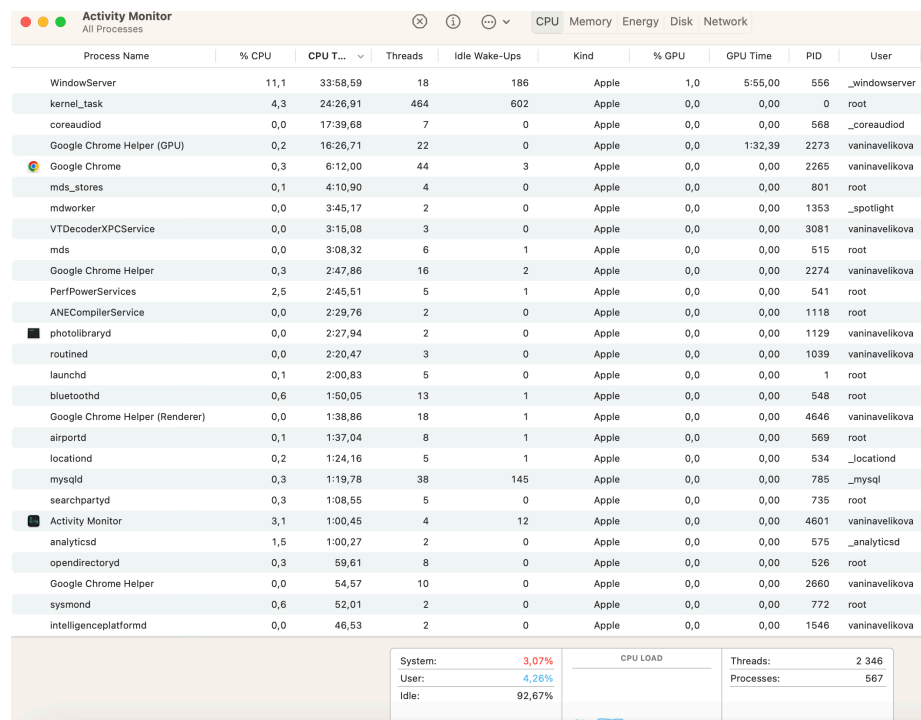 Activity Monitor
All Processes
CPU Memory Energy Disk Network
Process Name % CPU CPU T... Threads Idle Wake-Ups Kind % GPU GPU Time PID User
WindowServer 11,1 33:58,59 18 186 Apple 1,0 5:55,00 556 _windowserver
kernel_task 4,3 24:26,91 464 602 Apple 0,0 0,00 0 root
coreaudiod 0,0 17:39,68 7 0 Apple 0,0 0,00 568 _coreaudiod
Google Chrome Helper (GPU) 0,2 16:26,71 22 0 Apple 0,0 1:32,39 2273 vaninavelikova
Google Chrome 0,3 6:12,00 44 3 Apple 0,0 0,00 2265 vaninavelikova
mds_stores 0,1 4:10,90 4 0 Apple 0,0 0,00 801 root
mdworker 0,0 3:45,17 2 0 Apple 0,0 0,00 1353 _spotlight
VTDecoderXPCService 0,0 3:15,08 3 0 Apple 0,0 0,00 3081 vaninavelikova
mds 0,0 3:08,32 6 1 Apple 0,0 0,00 515 root
Google Chrome Helper 0,3 2:47,86 16 2 Apple 0,0 0,00 2274 vaninavelikova
PerfPowerServices 2,5 2:45,51 5 1 Apple 0,0 0,00 541 root
ANECompilerService 0,0 2:29,76 2 0 Apple 0,0 0,00 1118 root
photolibraryd 0,0 2:27,94 2 0 Apple 0,0 0,00 1129 vaninavelikova
routined 0,0 2:20,47 3 0 Apple 0,0 0,00 1039 vaninavelikova
launchd 0,1 2:00,83 5 0 Apple 0,0 0,00 1 root
bluetoothd 0,6 1:50,05 13 1 Apple 0,0 0,00 548 root
Google Chrome Helper (Renderer) 0,0 1:38,86 18 1 Apple 0,0 0,00 4646 vaninavelikova
airportd 0,1 1:37,04 8 1 Apple 0,0 0,00 569 root
locationd 0,2 1:24,16 5 1 Apple 0,0 0,00 534 _locationd
mysqld 0,3 1:19,78 38 145 Apple 0,0 0,00 785 _mysql
searchpartyd 0,3 1:08,55 5 0 Apple 0,0 0,00 735 root
Activity Monitor 3,1 1:00,45 4 12 Apple 0,0 0,00 4601 vaninavelikova
analyticsd 1,5 1:00,27 2 0 Apple 0,0 0,00 575 _analyticsd
opendirectoryd 0,3 59,61 8 0 Apple 0,0 0,00 526 root
Google Chrome Helper 0,0 54,57 10 0 Apple 0,0 0,00 2660 vaninavelikova
sysmond 0,6 52,01 2 0 Apple 0,0 0,00 772 root
intelligenceplatformd 0,0 46,53 2 0 Apple 0,0 0,00 1546 vaninavelikova
System: 3,07% CPU LOAD Threads: 2 346
User: 4,26% Processes: 567
Idle: 92,67%